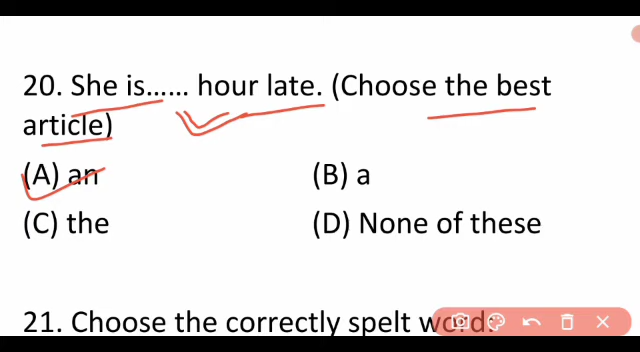 20. She is...... hour late. (Choose the best
article)
(A) an (B) a
(C) the (D) None of these
21. Choose the correctly spelt word: